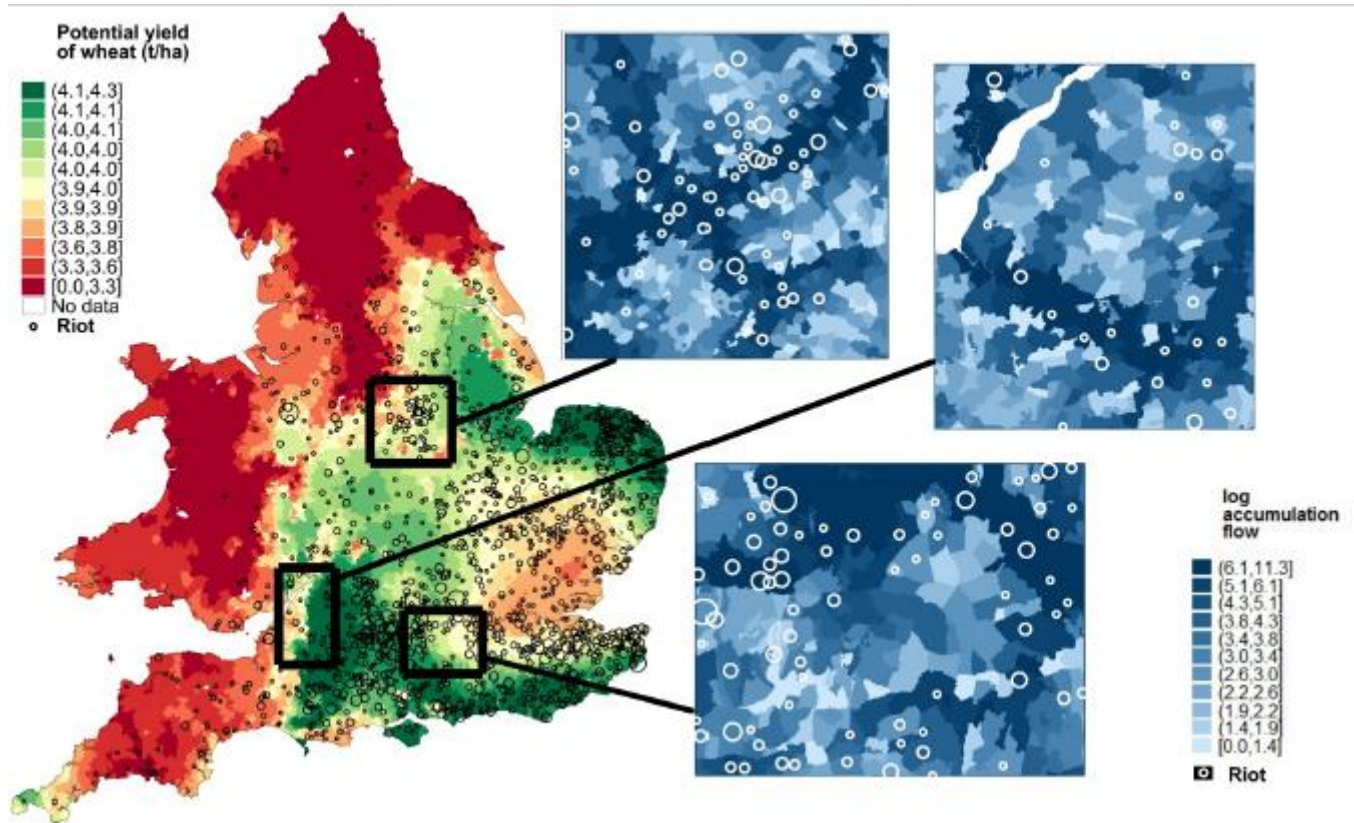 Potential yield
of wheat (t/ha)
(4.1,4.3]
(4.1,4.1]
(4.0,4.1]
(4.0,4.0]
(4.0,4.0]
(3.9,4.0]
(3.9,3.9]
(3.8,3.9]
(3.6,3.8]
(3.3,3.6]
[0.0,3.3]
No data
Riot
log
accumulation
flow
(6.1,11.3]
(5.1,6.1]
(4.3,5.1]
(3.8,4.3]
(3.4,3.8]
(3.0,3.4]
(2.6,3.0]
(2.2,2.6]
(1.9,2.2]
(1.4,1.9]
[0.0,1.4]
Riot